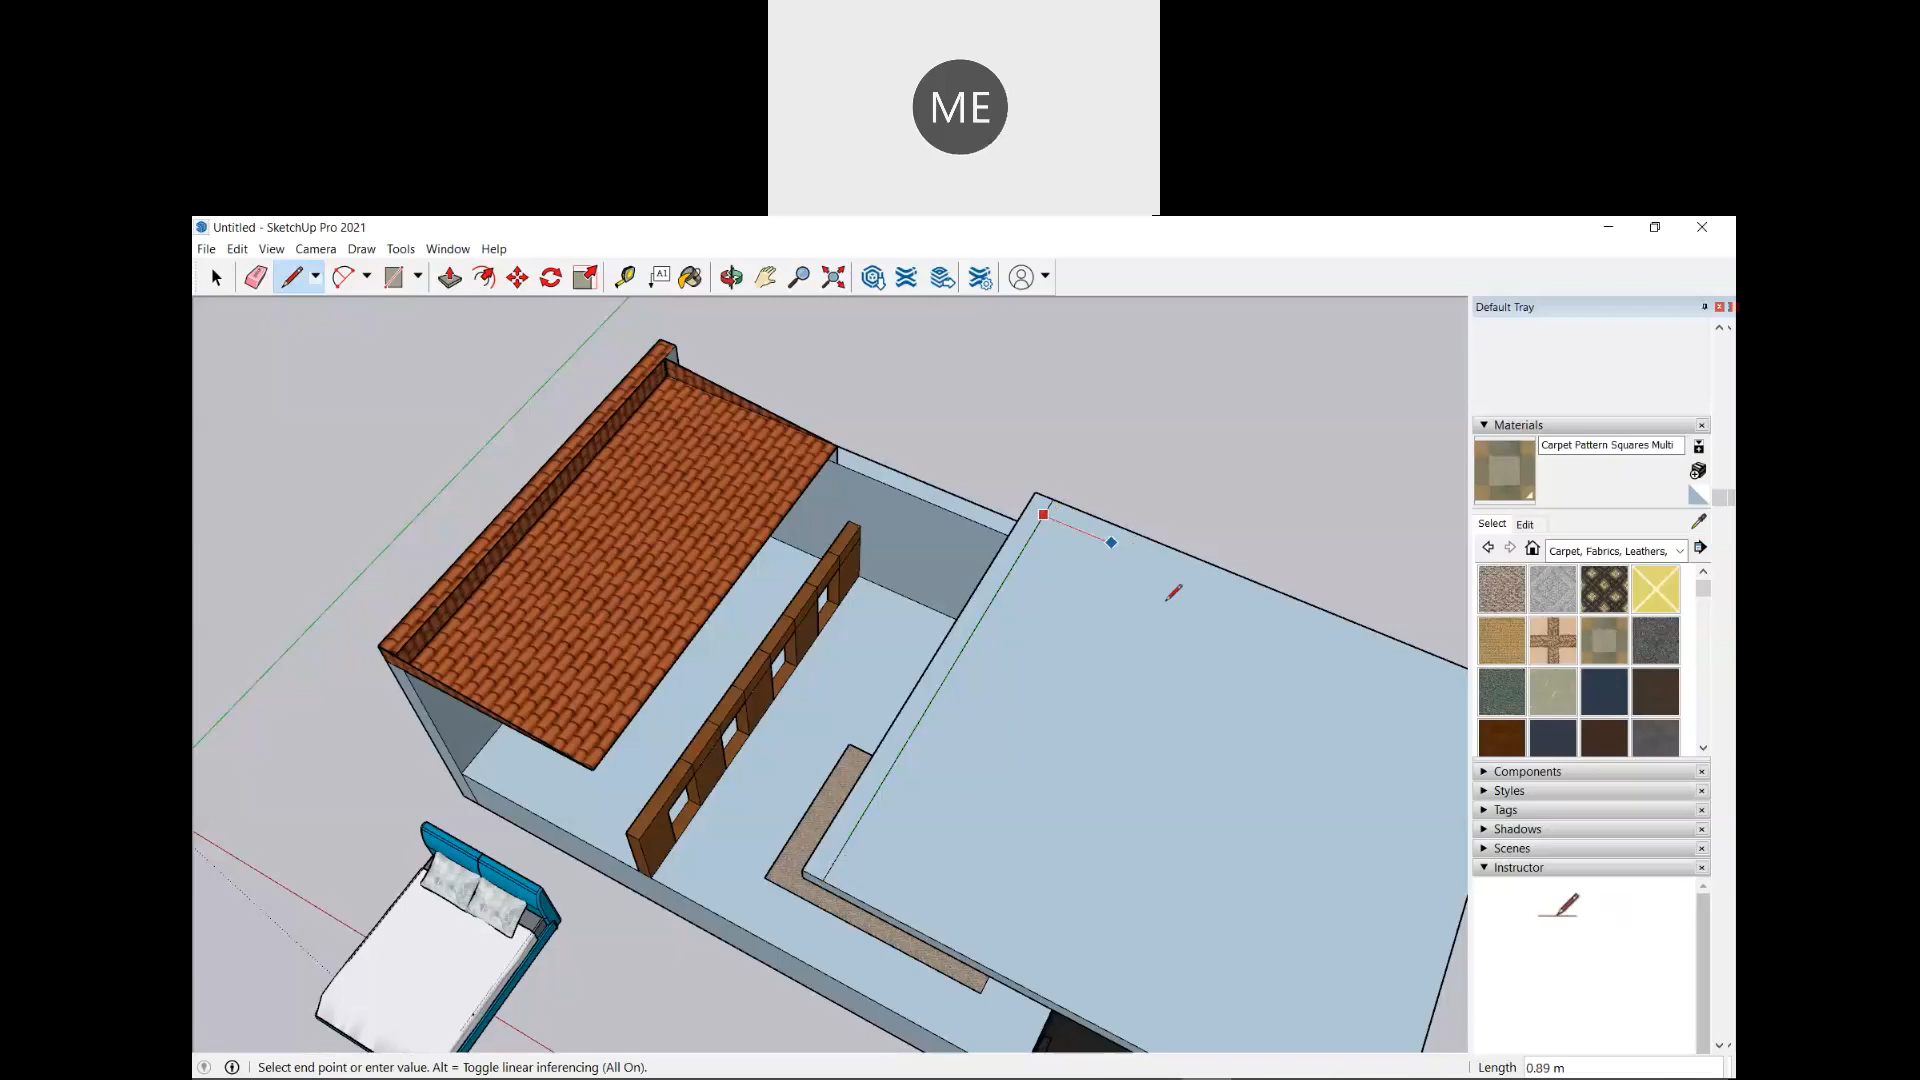 ME
Untitled - SketchUp Pro 2021
File Edit View Camera Draw Tools Window Help
A1
Default Tray
Materials
Carpet Pattern Squares Multi
Select Edit
Carpet, Fabrics, Leathers,
Components
Styles
Tags
Shadows
Scenes
Instructor
Select end point or enter value. Alt = Toggle linear inferencing (All On).
Length 0.89 m